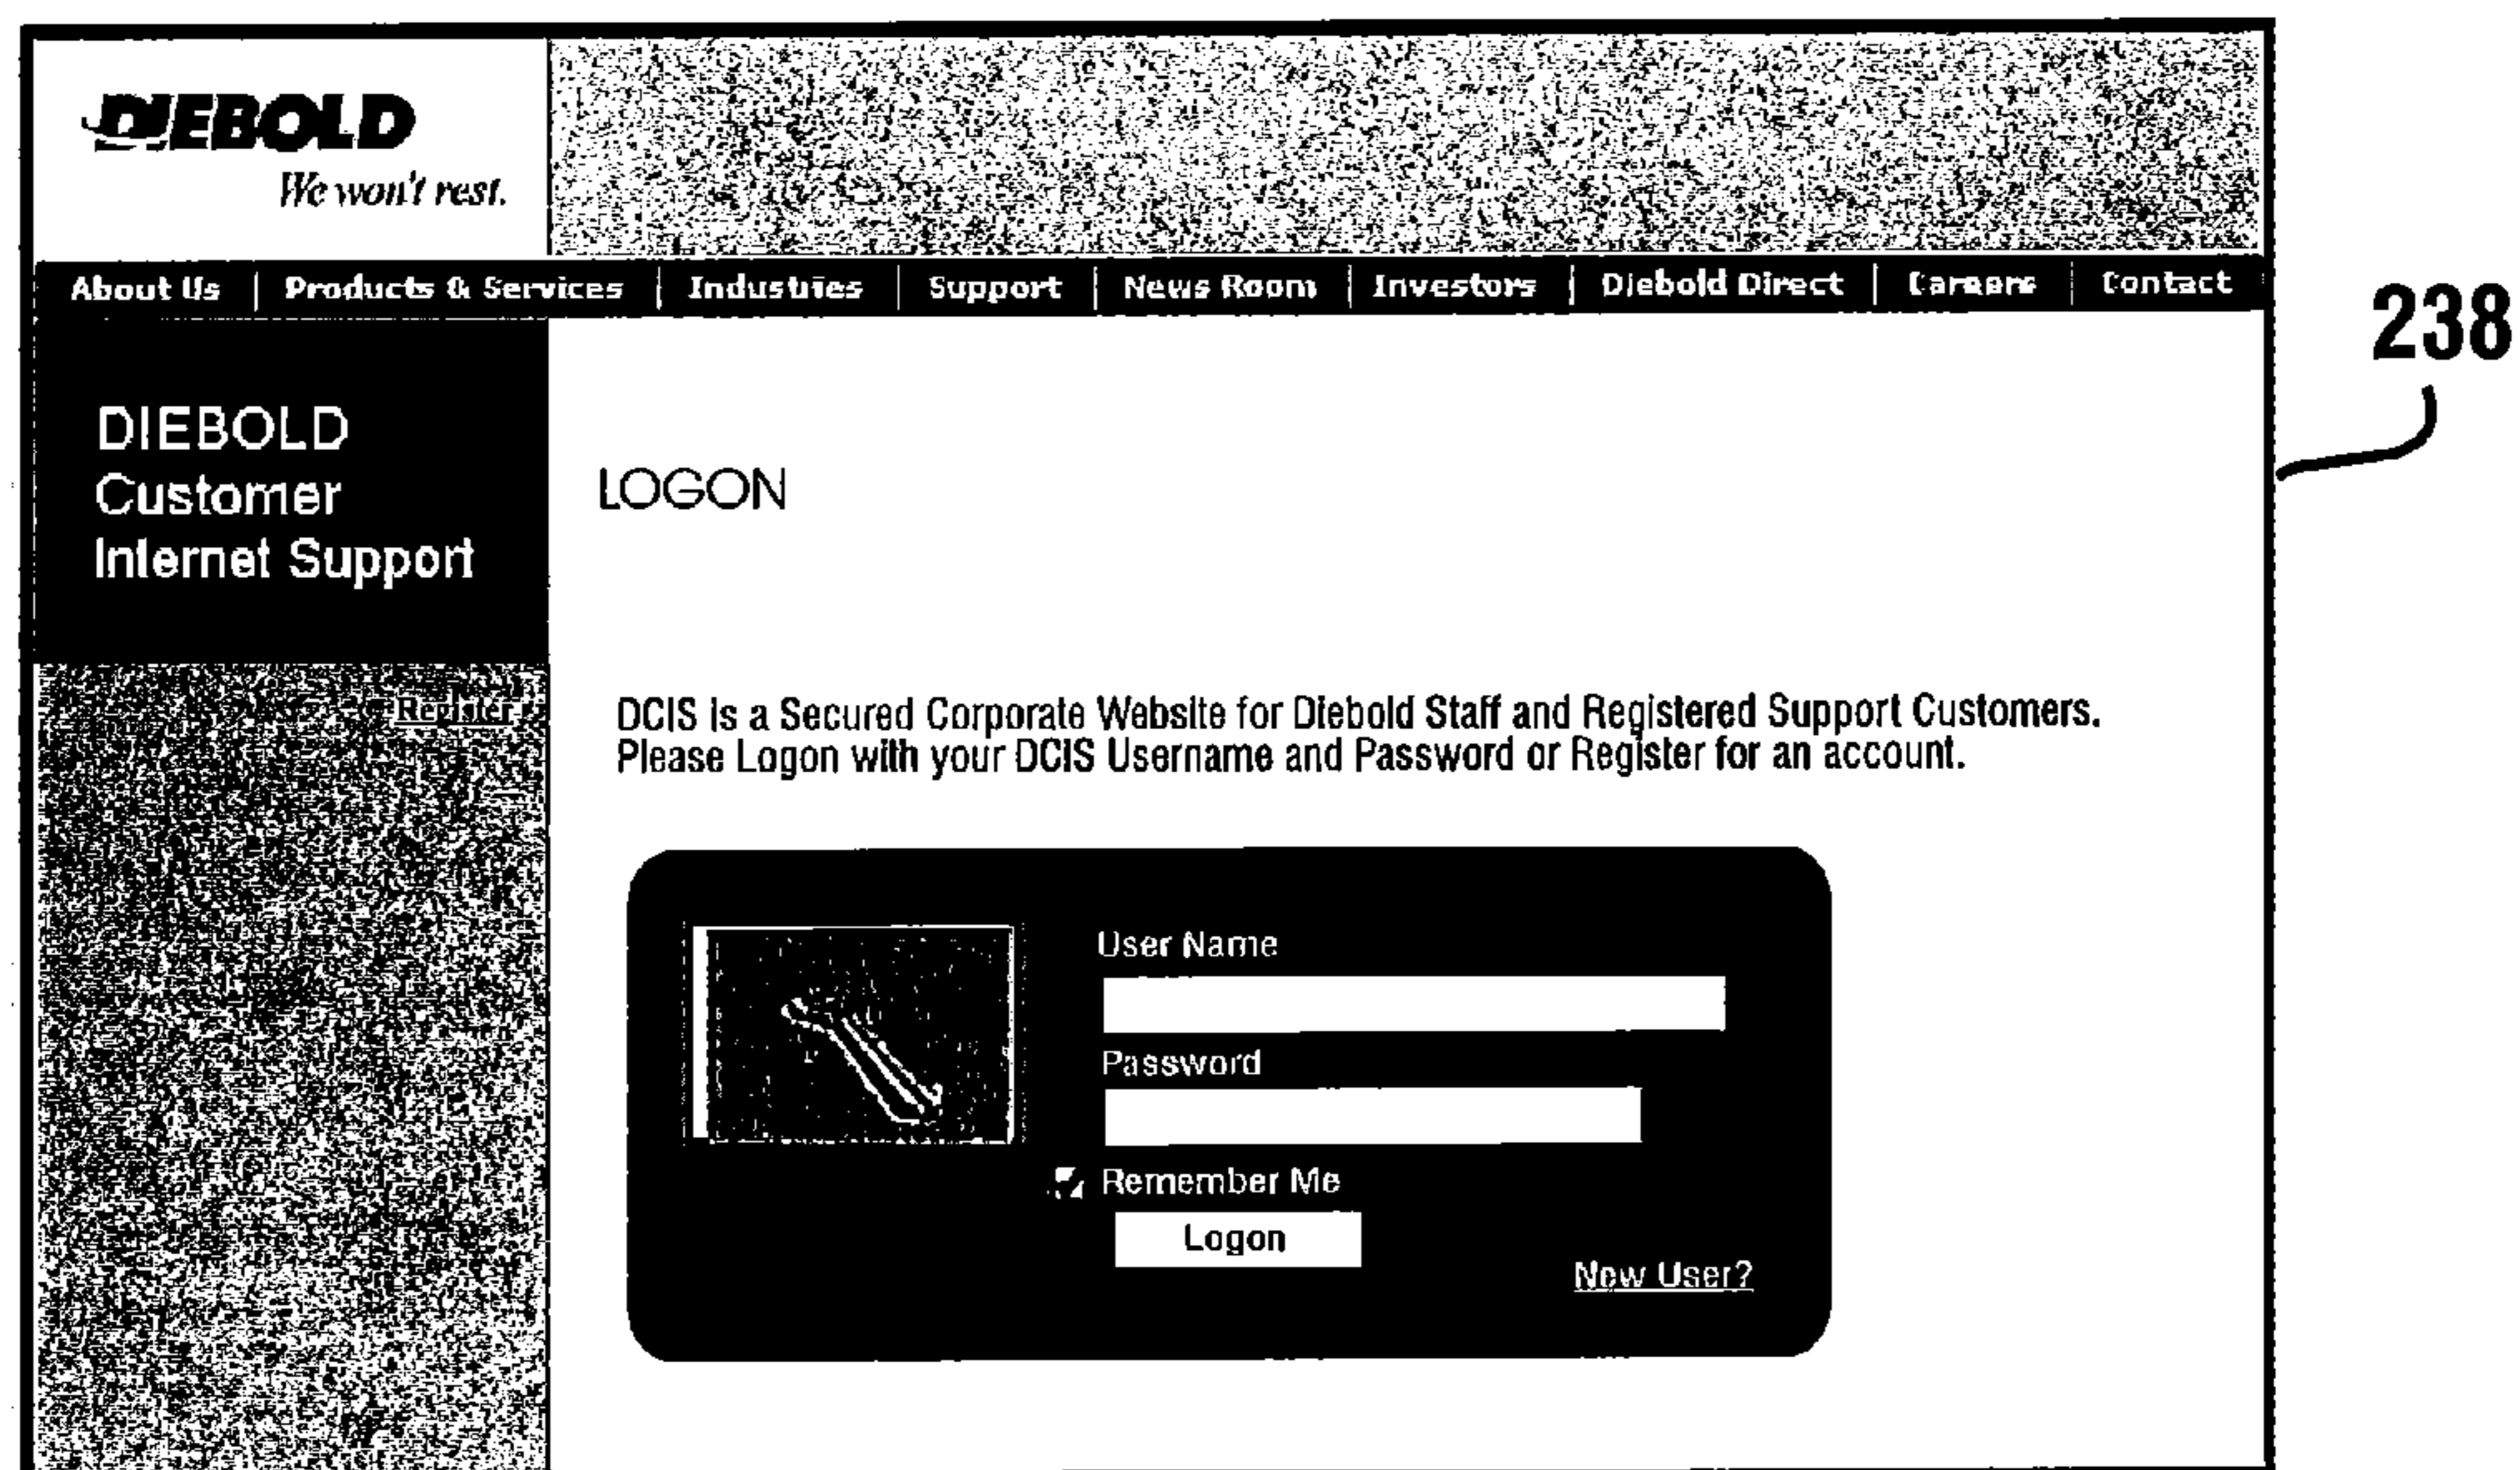 DIEBOLD
We won't rest.
About Us | Products & Services | Industries | Support | News Room | Investors | Diebold Direct | Careers | Contact
238
DIEBOLD
Customer
Internet Support
LOGON
Register
DCIS is a Secured Corporate Website for Diebold Staff and Registered Support Customers.
Please Logon with your DCIS Username and Password or Register for an account.
User Name
Password
Remember Me
Logon
New User?